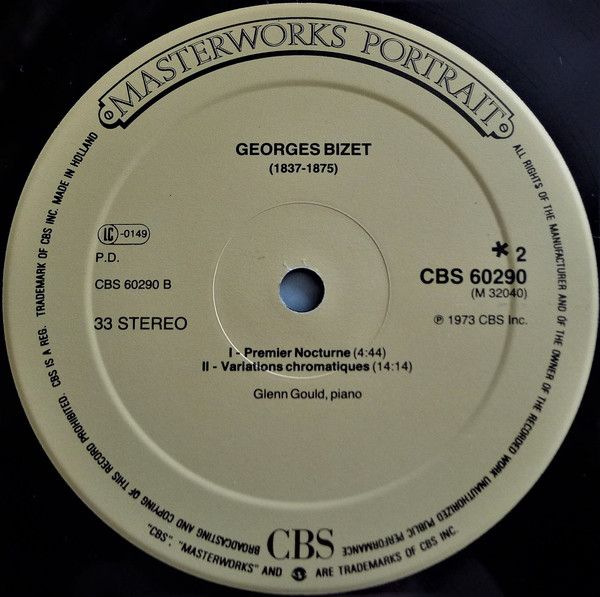 MASTERWORKS PORTRAIT
GEORGES BIZET
(1837-1875)
LC -0149
P.D.
CBS 60290 B
33 STEREO
* 2
CBS 60290
(M 32040)
℗ 1973 CBS Inc.
I - Premier Nocturne (4:44)
II - Variations chromatiques (14:14)
Glenn Gould, piano
ALL RIGHTS OF THE MANUFACTURER AND OF THE OWNER OF THE RECORDED WORK UNAUTHORIZED PUBLIC PERFORMANCE BROADCASTING AND COPYING OF THIS RECORD PROHIBITED. CBS IS A REG. TRADEMARK OF CBS INC. MADE IN HOLLAND
CBS
"CBS", "MASTERWORKS" AND ARE TRADEMARKS OF CBS INC.